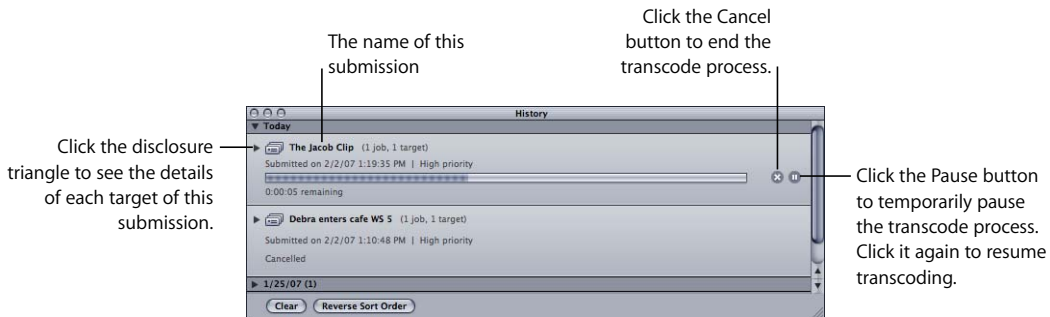 Click the Cancel
button to end the
transcode process.
The name of this
submission
History
Today
Click the disclosure
triangle to see the details
of each target of this
submission.
The Jacob Clip (1 job, 1 target)
Submitted on 2/2/07 1:19:35 PM | High priority
0:00:05 remaining
Click the Pause button
to temporarily pause
the transcode process.
Click it again to resume
transcoding.
Debra enters cafe WS 5 (1 job, 1 target)
Submitted on 2/2/07 1:10:48 PM | High priority
Cancelled
1/25/07 (1)
Clear Reverse Sort Order